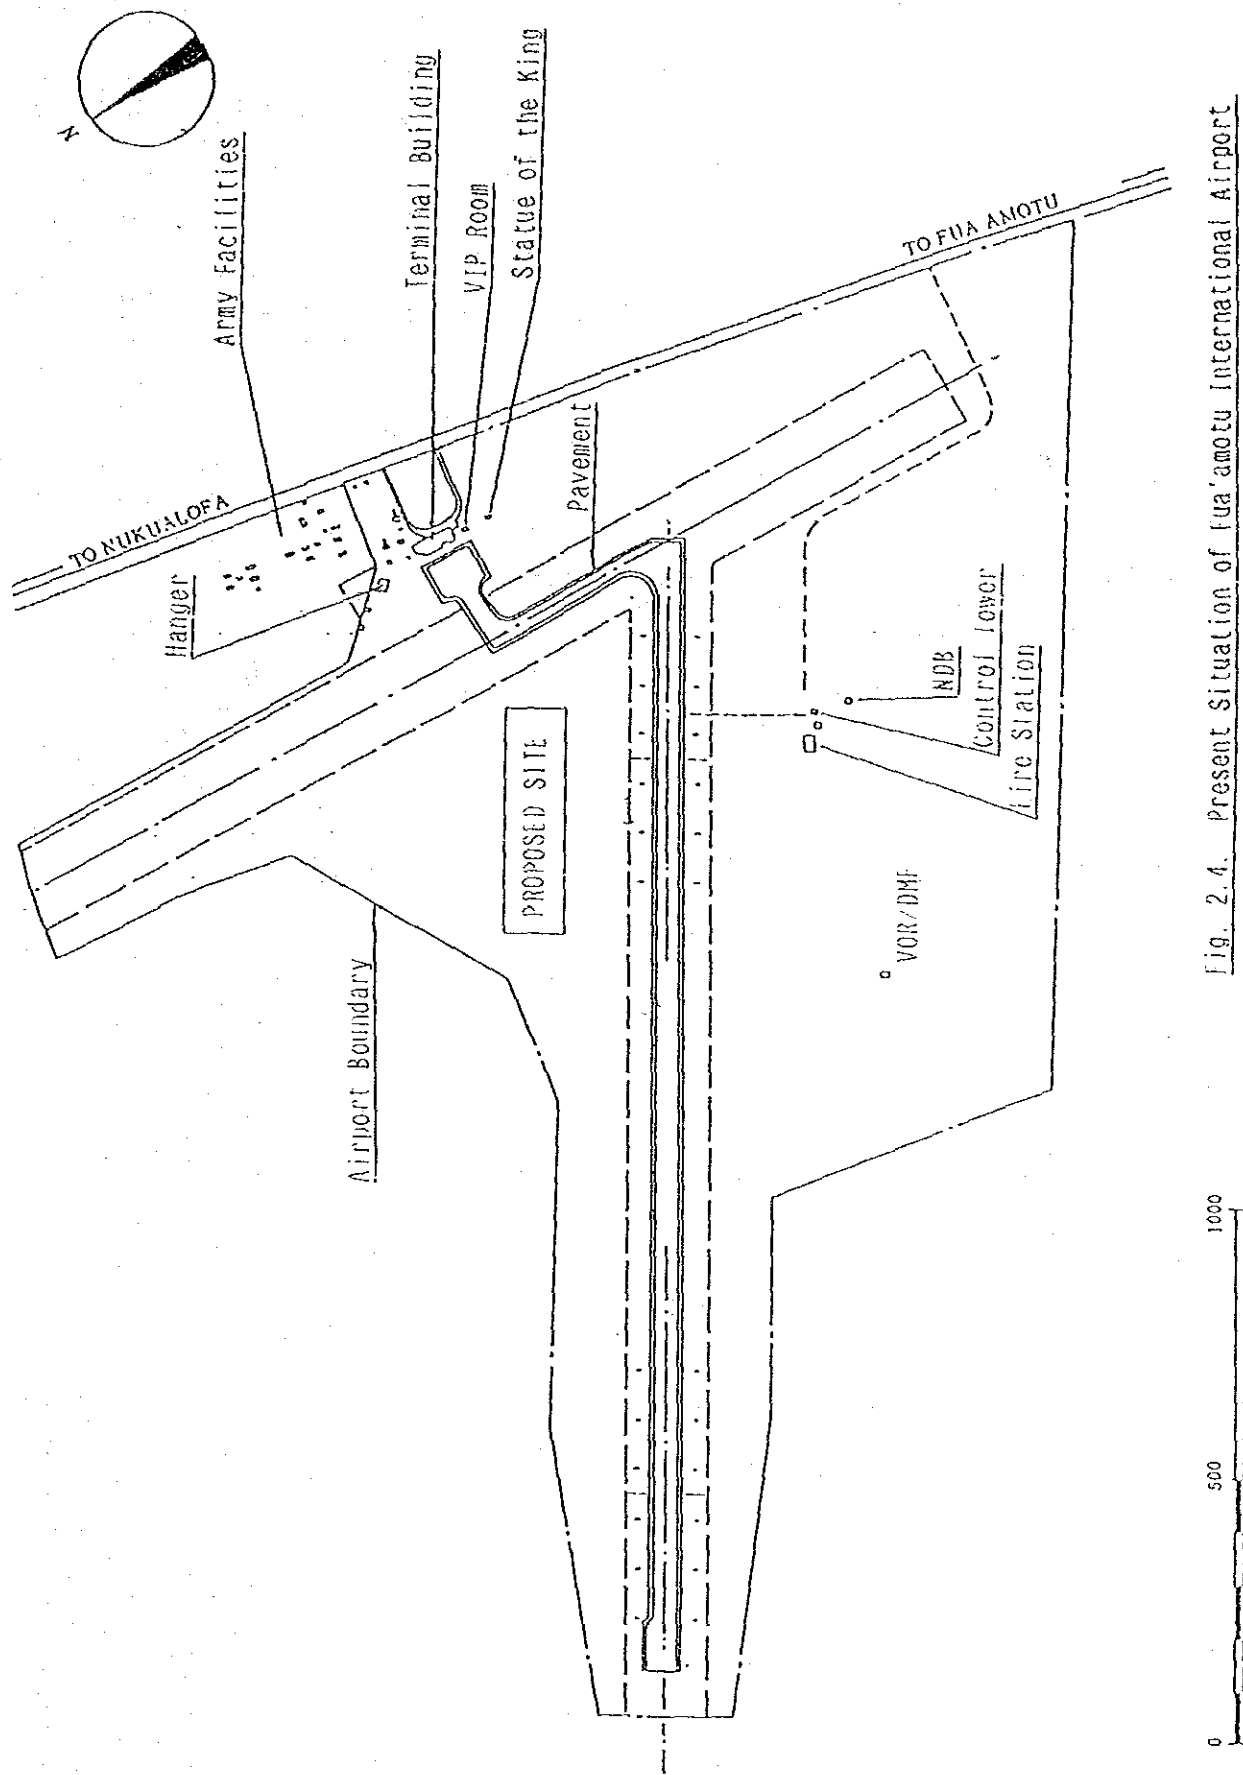 N
Army Facilities
Terminal Building
VIP Room
Statue of the King
TO NUKUALOFA
Hanger
Pavement
TO FUA AMOTU
PROPOSED SITE
NDB
Control Tower
Fire Station
VOR/DME
Airport Boundary
0 500 1000
Fig. 2.4. Present Situation of Fua'amotu International Airport